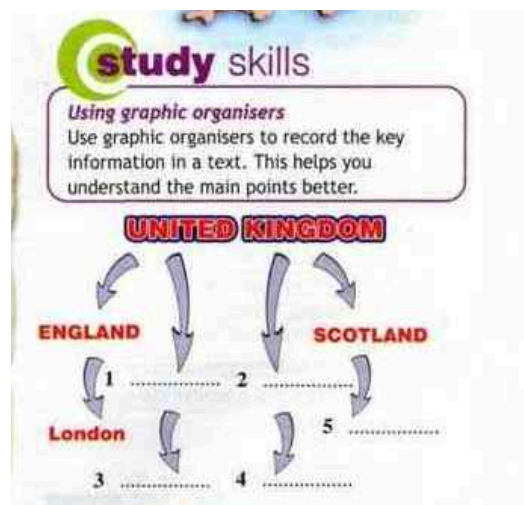 study skills
Using graphic organisers
Use graphic organisers to record the key
information in a text. This helps you
understand the main points better.
UNITED KINGDOM
ENGLAND SCOTLAND
1 ................ 2 ................
London 5 ................
3 ................ 4 ................